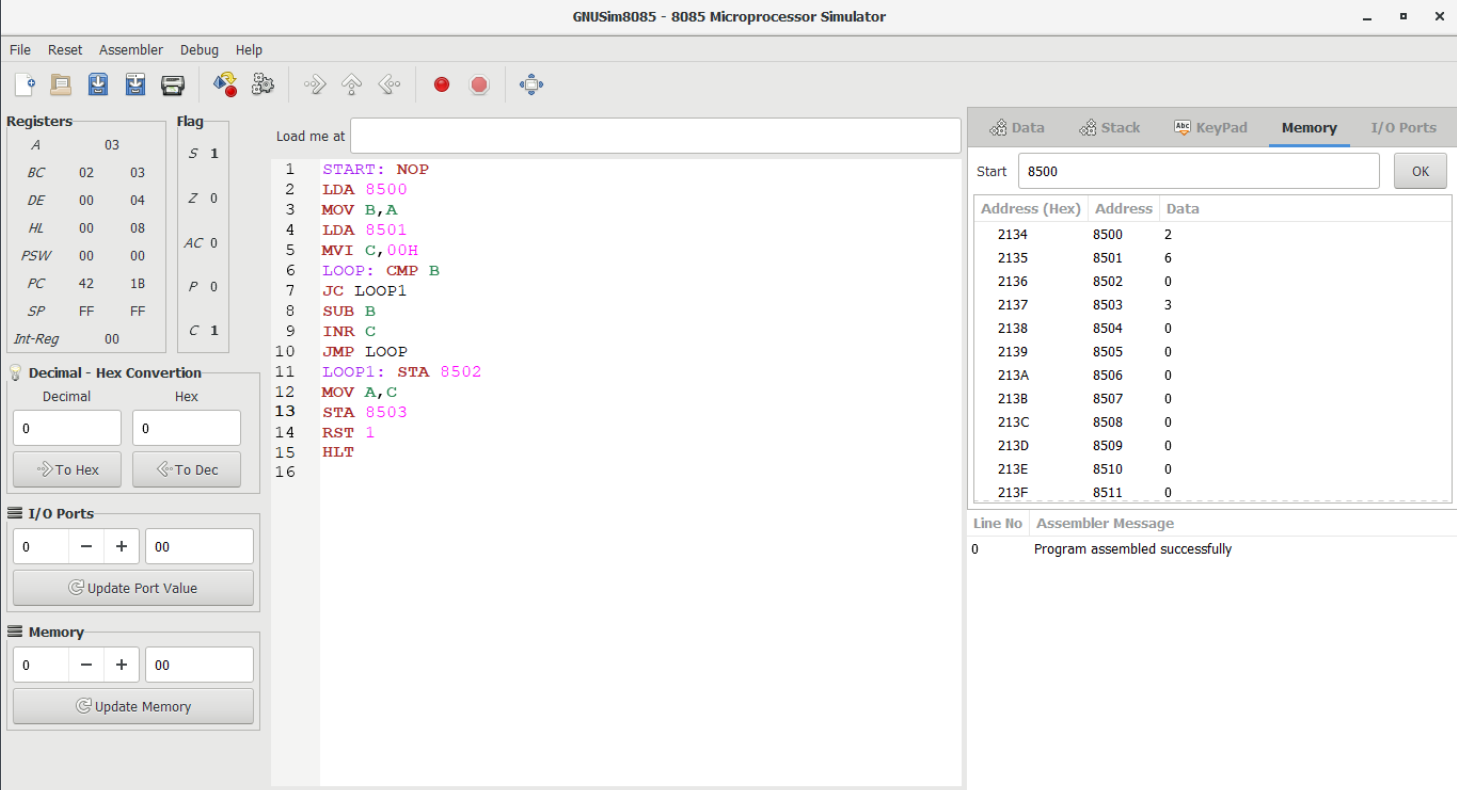 GNUSim8085 - 8085 Microprocessor Simulator
File Reset Assembler Debug Help
Registers
A 03
BC 02 03
DE 00 04
HL 00 08
PSW 00 00
PC 42 1B
SP FF FF
Int-Reg 00
Flag
S 1
Z 0
AC 0
P 0
C 1
Decimal - Hex Convertion
Decimal Hex
0 0
To Hex To Dec
I/O Ports
0 − + 00
Update Port Value
Memory
0 − + 00
Update Memory
Load me at
1 START: NOP
2 LDA 8500
3 MOV B,A
4 LDA 8501
5 MVI C,00H
6 LOOP: CMP B
7 JC LOOP1
8 SUB B
9 INR C
10 JMP LOOP
11 LOOP1: STA 8502
12 MOV A,C
13 STA 8503
14 RST 1
15 HLT
16
Data Stack Abc KeyPad Memory I/O Ports
Start 8500 OK
Address (Hex) Address Data
2134 8500 2
2135 8501 6
2136 8502 0
2137 8503 3
2138 8504 0
2139 8505 0
213A 8506 0
213B 8507 0
213C 8508 0
213D 8509 0
213E 8510 0
213F 8511 0
Line No Assembler Message
0 Program assembled successfully